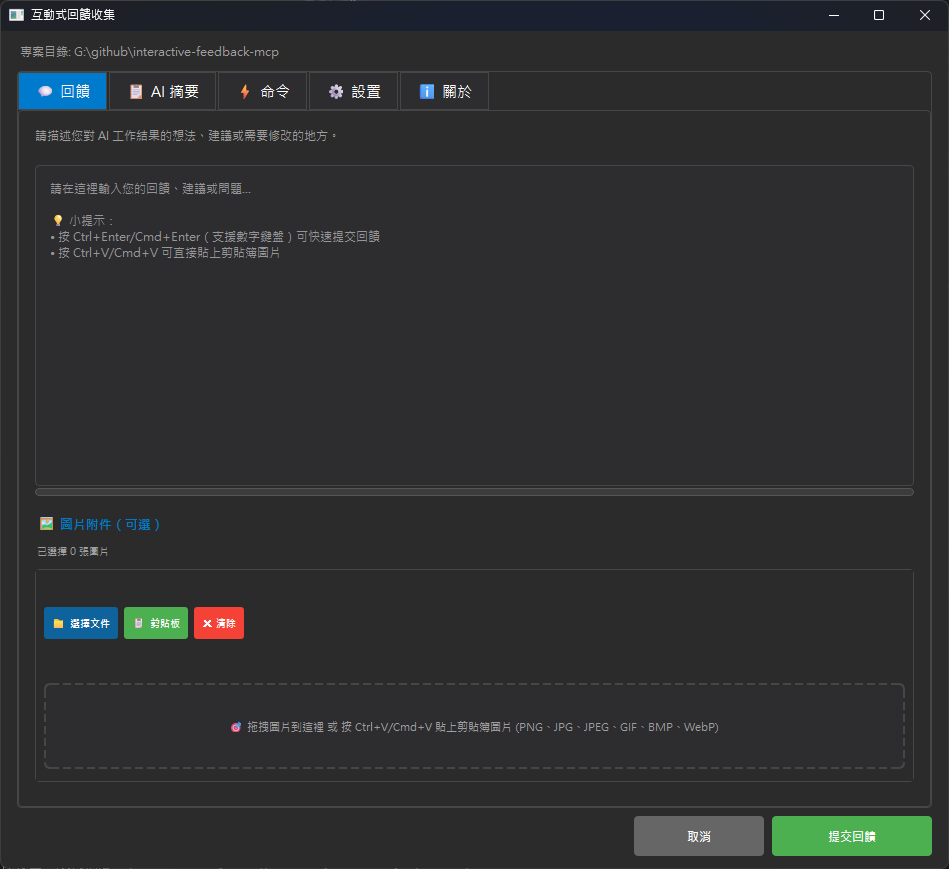 互動式回饋收集
專案目錄: G:\github\interactive-feedback-mcp
回饋
AI 摘要
命令
設置
關於
請描述您對 AI 工作結果的想法、建議或需要修改的地方。
請在這裡輸入您的回饋、建議或問題...
小提示：
• 按 Ctrl+Enter/Cmd+Enter（支援數字鍵盤）可快速提交回饋
• 按 Ctrl+V/Cmd+V 可直接貼上剪貼簿圖片
圖片附件（可選）
已選擇 0 張圖片
選擇文件
剪貼板
清除
拖拽圖片到這裡 或 按 Ctrl+V/Cmd+V 貼上剪貼簿圖片 (PNG、JPG、JPEG、GIF、BMP、WebP)
取消
提交回饋